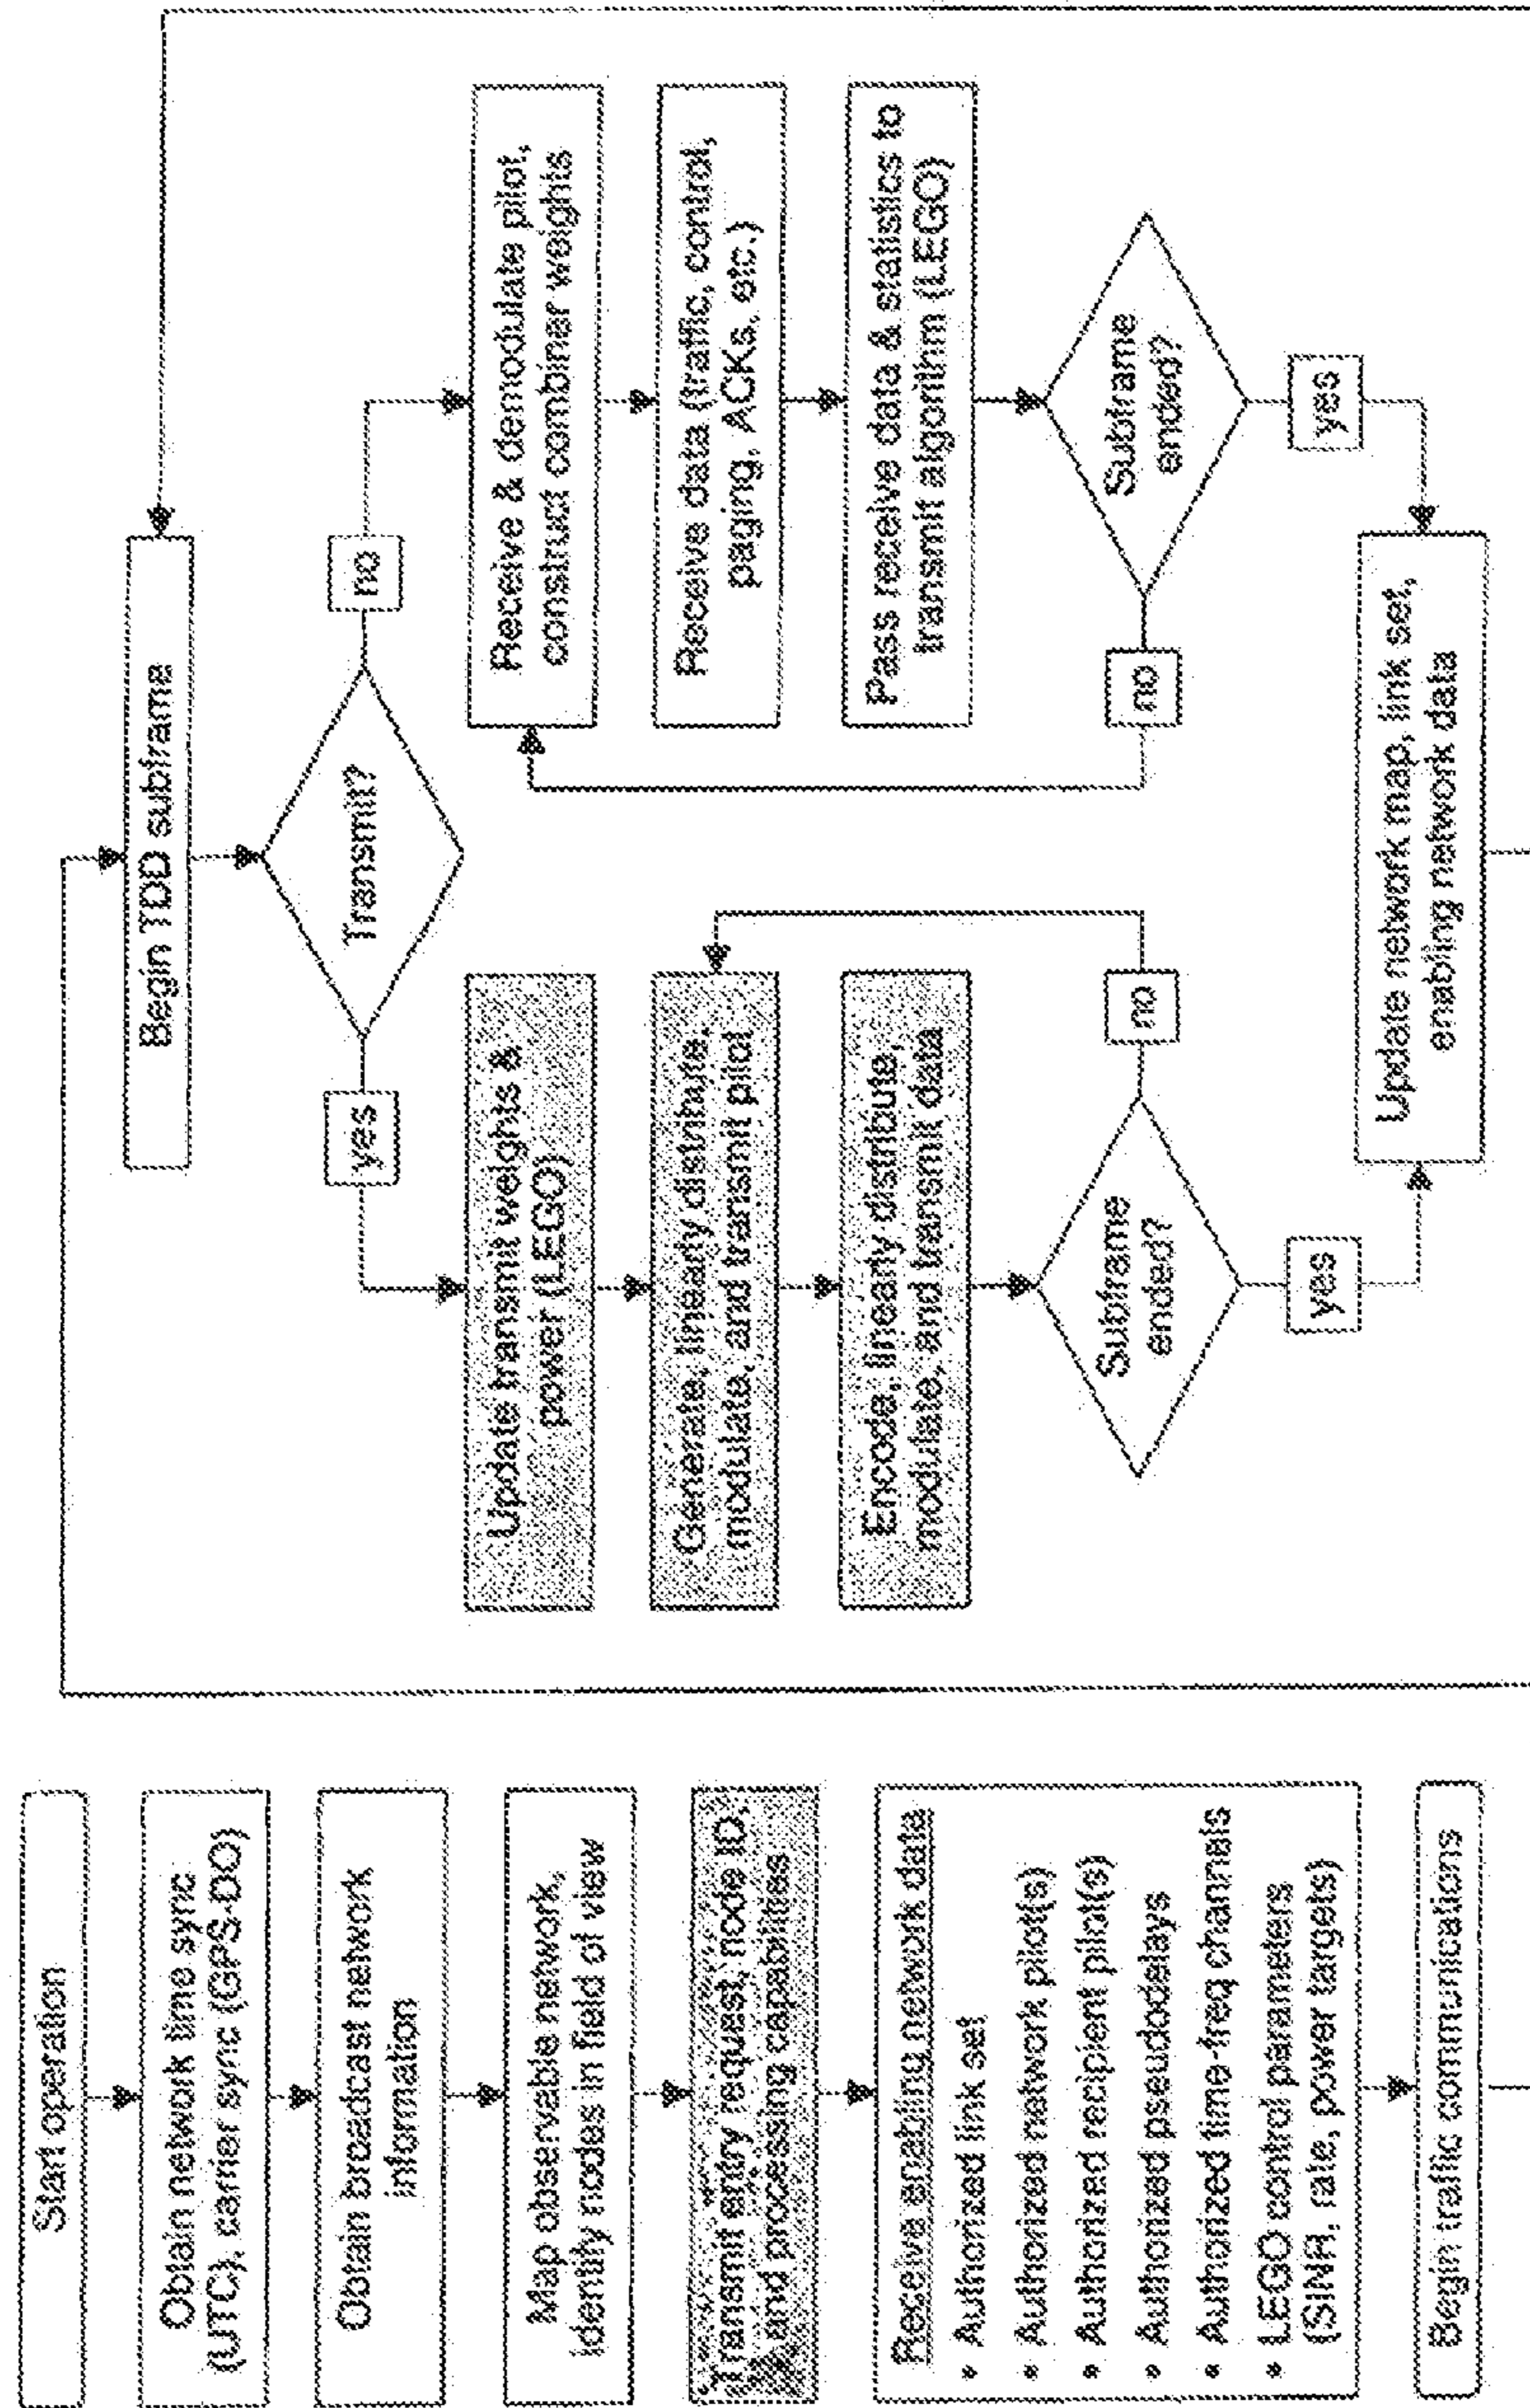 Start operation
Obtain network time sync
(UTC), carrier sync (GPS-DO)
Obtain broadcast network
information
Map observable network,
identify nodes in field of view
Transmit entry request, node ID,
and processing capabilities
Receive enabling network data
• Authorized link set
• Authorized network pilot(s)
• Authorized recipient pilot(s)
• Authorized pseudodelays
• Authorized time-freq channels
• LEGO control parameters
(SINR, rate, power targets)
Begin traffic communications
Begin TDD subframe
Transmit?
yes
no
Update transmit weights &
power (LEGO)
Generate, linearly distribute,
modulate, and transmit pilot
Encode, linearly distribute,
modulate, and transmit data
Subframe
ended?
no
yes
Receive & demodulate pilot,
construct combiner weights
Receive data (traffic, control,
paging, ACKs, etc.)
Pass receive data & statistics to
transmit algorithm (LEGO)
Subframe
ended?
no
yes
Update network map, link set,
enabling network data